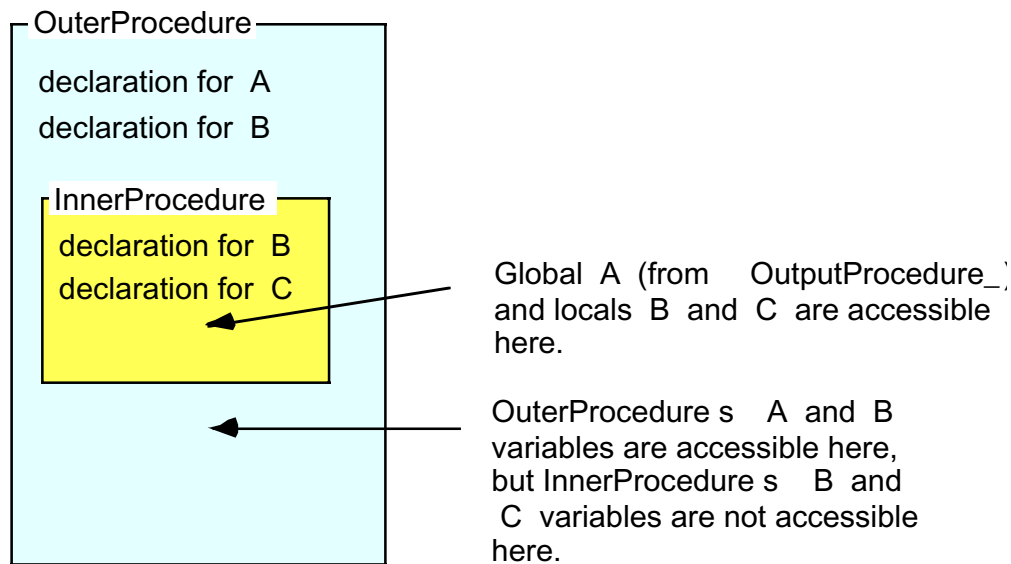 OuterProcedure
declaration for A
declaration for B
InnerProcedure
declaration for B
declaration for C
Global A (from OutputProcedure_)
and locals B and C are accessible
here.
OuterProcedure s A and B
variables are accessible here,
but InnerProcedure s B and
C variables are not accessible
here.